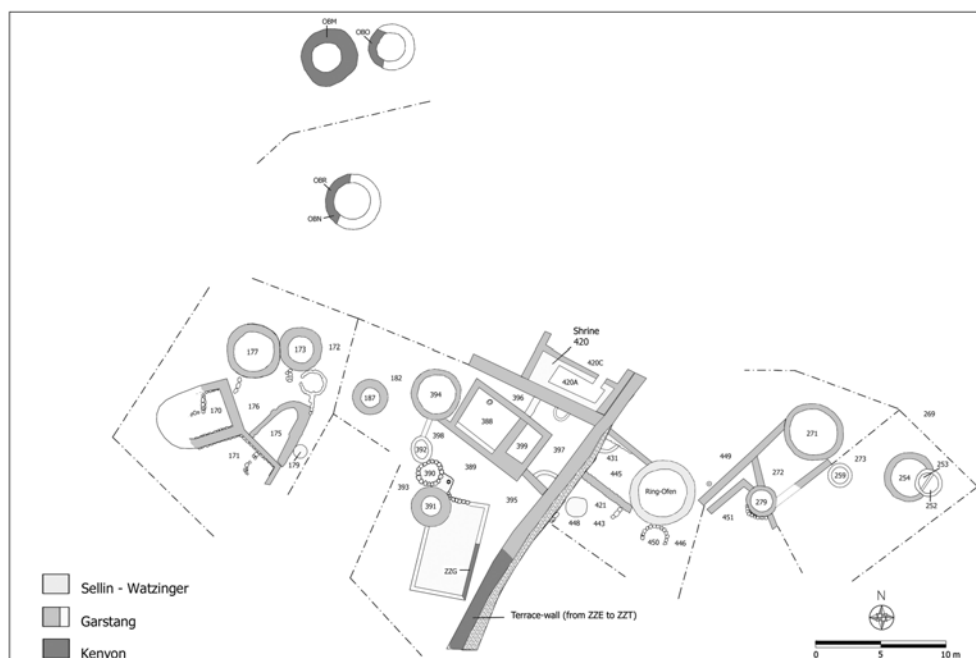 OBM
OBO
OBR
OBN
Shrine
420
177
173
172
420C
420A
182
187
394
396
170
176
388
271
269
175
398
399
397
449
273
171
179
392
389
431
272
254
253
390
445
Ring-Ofen
259
393
395
279
252
391
421
451
448
443
450
446
ZZG
Sellin - Watzinger
Garstang
Kenyon
Terrace-wall (from ZZE to ZZT)
N
0 5 10 m